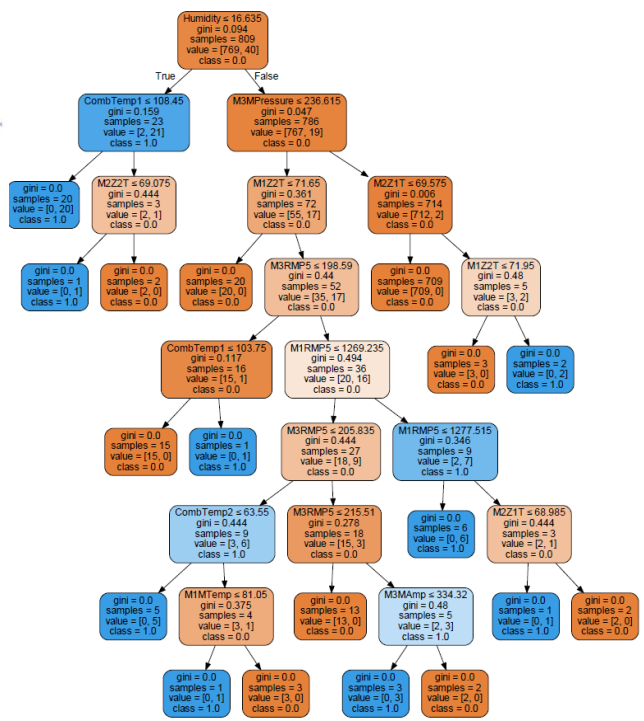 Humidity ≤ 16.635
gini = 0.094
samples = 809
value = [769, 40]
class = 0.0
True
False
CombTemp1 ≤ 108.45
gini = 0.159
samples = 23
value = [2, 21]
class = 1.0
M3MPressure ≤ 236.615
gini = 0.047
samples = 786
value = [767, 19]
class = 0.0
gini = 0.0
samples = 20
value = [0, 20]
class = 1.0
M2Z2T ≤ 69.075
gini = 0.444
samples = 3
value = [2, 1]
class = 0.0
M1Z2T ≤ 71.65
gini = 0.361
samples = 72
value = [55, 17]
class = 0.0
M2Z1T ≤ 69.575
gini = 0.006
samples = 714
value = [712, 2]
class = 0.0
gini = 0.0
samples = 1
value = [0, 1]
class = 1.0
gini = 0.0
samples = 2
value = [2, 0]
class = 0.0
gini = 0.0
samples = 20
value = [20, 0]
class = 0.0
M3RMP5 ≤ 198.59
gini = 0.44
samples = 52
value = [35, 17]
class = 0.0
gini = 0.0
samples = 709
value = [709, 0]
class = 0.0
M1Z2T ≤ 71.95
gini = 0.48
samples = 5
value = [3, 2]
class = 0.0
CombTemp1 ≤ 103.75
gini = 0.117
samples = 16
value = [15, 1]
class = 0.0
M1RMP5 ≤ 1269.235
gini = 0.494
samples = 36
value = [20, 16]
class = 0.0
gini = 0.0
samples = 3
value = [3, 0]
class = 0.0
gini = 0.0
samples = 2
value = [0, 2]
class = 1.0
gini = 0.0
samples = 15
value = [15, 0]
class = 0.0
gini = 0.0
samples = 1
value = [0, 1]
class = 1.0
M3RMP5 ≤ 205.835
gini = 0.444
samples = 27
value = [18, 9]
class = 0.0
M1RMP5 ≤ 1277.515
gini = 0.346
samples = 9
value = [2, 7]
class = 1.0
CombTemp2 ≤ 63.55
gini = 0.444
samples = 9
value = [3, 6]
class = 1.0
M3RMP5 ≤ 215.51
gini = 0.278
samples = 18
value = [15, 3]
class = 0.0
gini = 0.0
samples = 6
value = [0, 6]
class = 1.0
M2Z1T ≤ 68.985
gini = 0.444
samples = 3
value = [2, 1]
class = 0.0
gini = 0.0
samples = 5
value = [0, 5]
class = 1.0
M1MTemp ≤ 81.05
gini = 0.375
samples = 4
value = [3, 1]
class = 0.0
gini = 0.0
samples = 13
value = [13, 0]
class = 0.0
M3MAmp ≤ 334.32
gini = 0.48
samples = 5
value = [2, 3]
class = 1.0
gini = 0.0
samples = 1
value = [0, 1]
class = 1.0
gini = 0.0
samples = 2
value = [2, 0]
class = 0.0
gini = 0.0
samples = 1
value = [0, 1]
class = 1.0
gini = 0.0
samples = 3
value = [3, 0]
class = 0.0
gini = 0.0
samples = 3
value = [0, 3]
class = 1.0
gini = 0.0
samples = 2
value = [2, 0]
class = 0.0